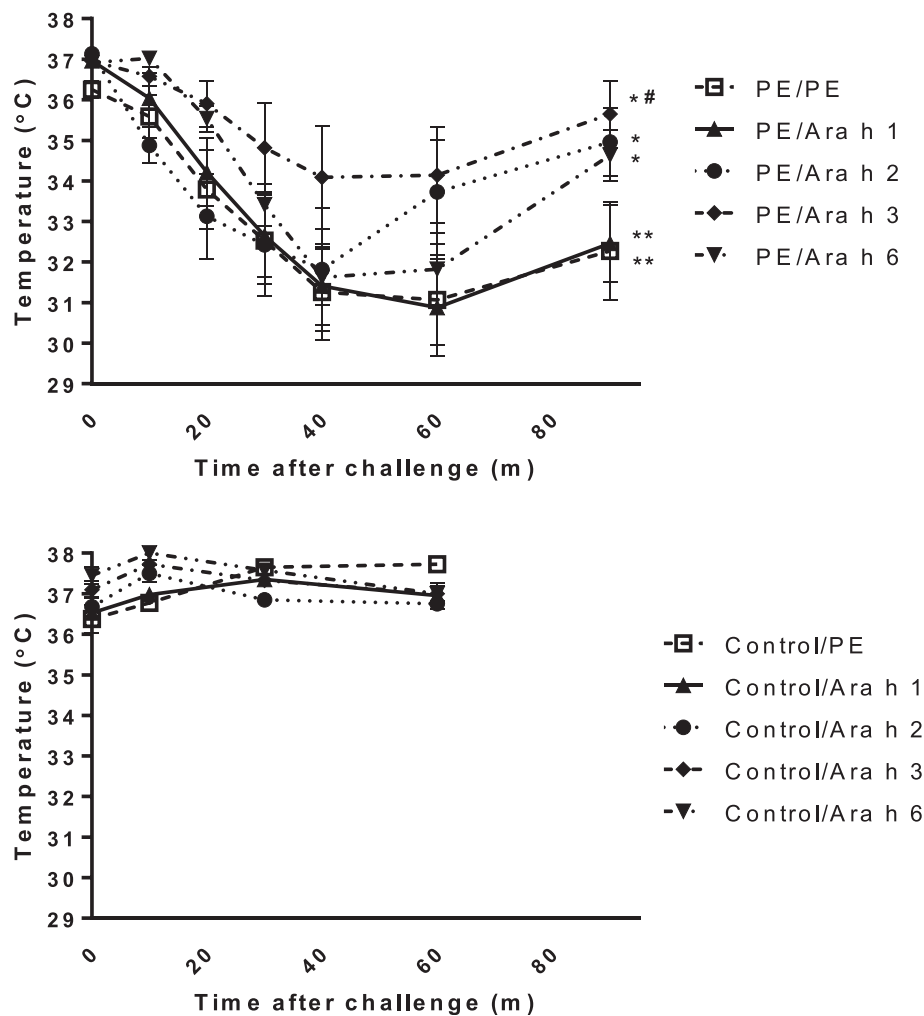 38
37
36
35
34
33
32
31
30
29
Temperature (°C)
0
20
40
60
80
Time after challenge (m)
* #
*
*
**
**
PE/PE
PE/Ara h 1
PE/Ara h 2
PE/Ara h 3
PE/Ara h 6
38
37
36
35
34
33
32
31
30
29
Temperature (°C)
0
20
40
60
80
Time after challenge (m)
Control/PE
Control/Ara h 1
Control/Ara h 2
Control/Ara h 3
Control/Ara h 6